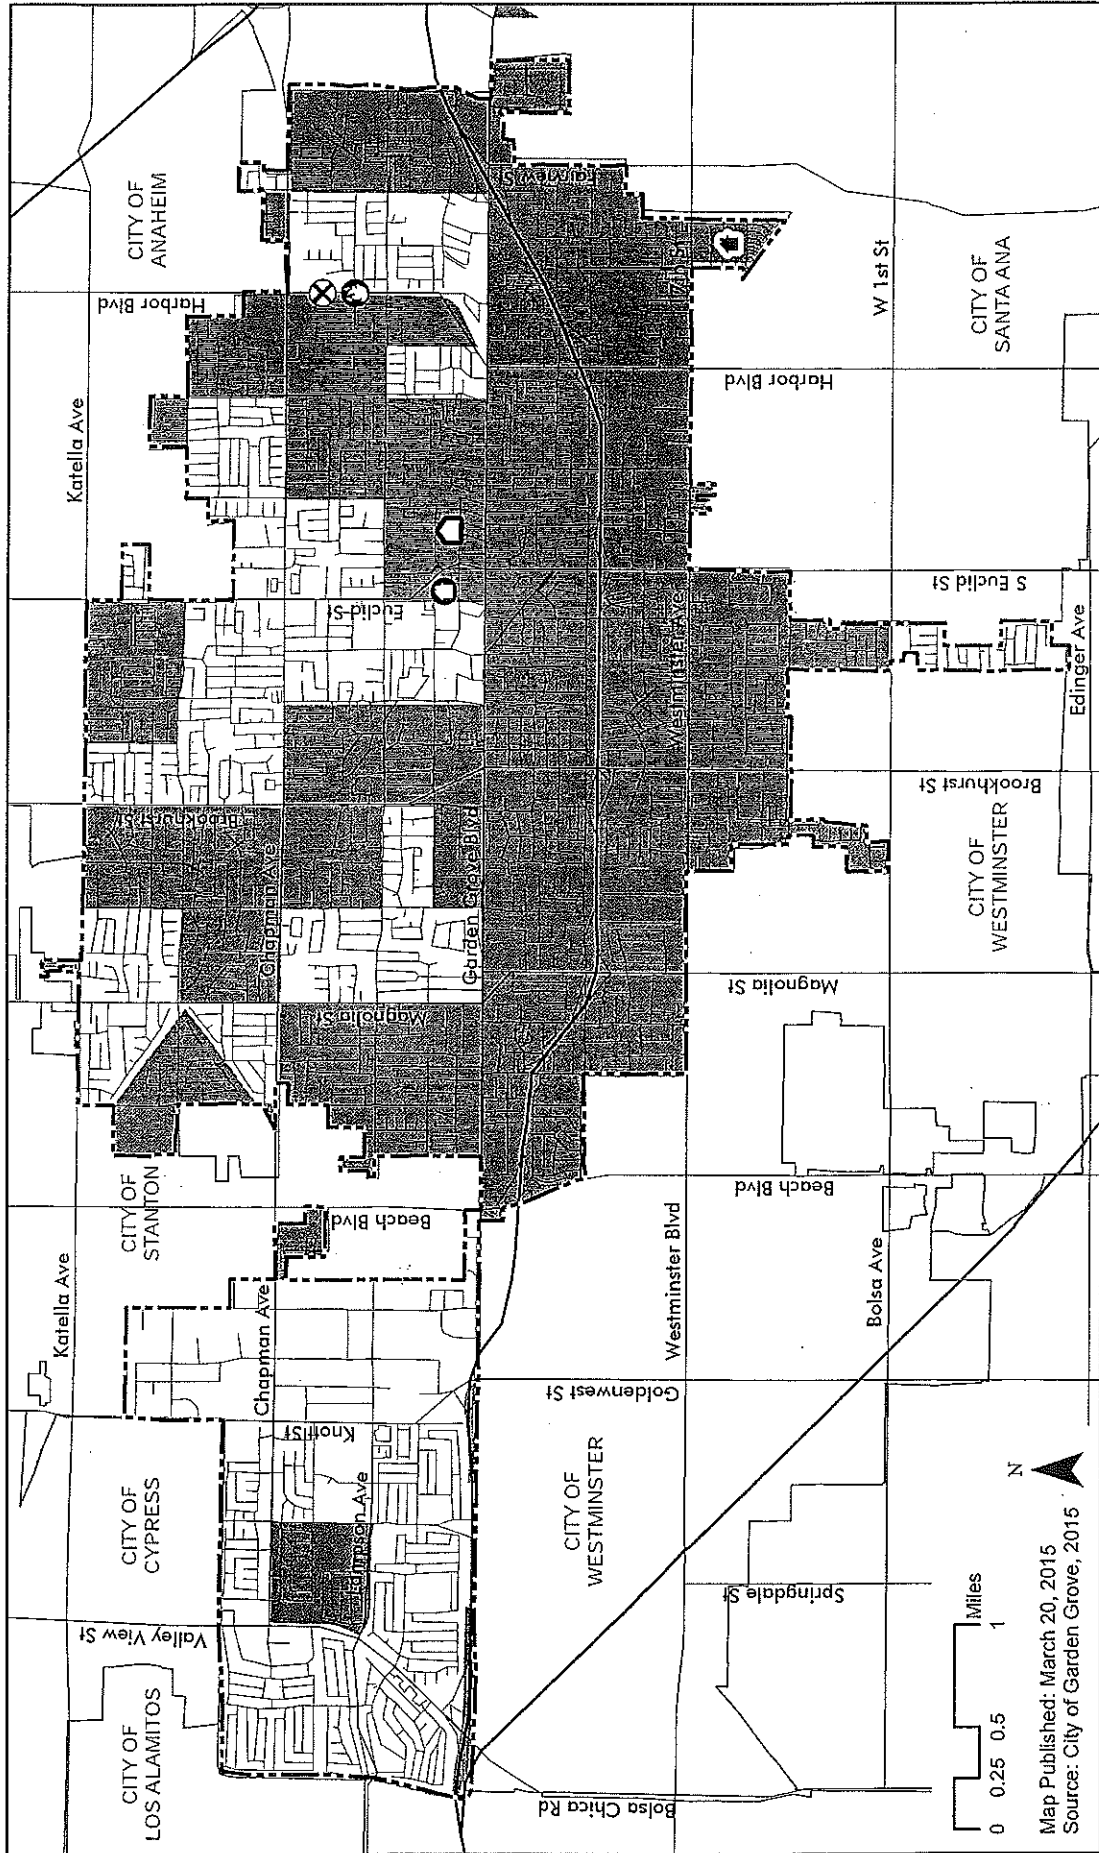 CITY OF
LOS ALAMITOS
Valley View St
CITY OF
CYPRESS
Katella Ave
CITY OF
STANTON
Katella Ave
CITY OF
ANAHEIM
Harbor Blvd
Knott St
Chapman Ave
Beach Blvd
Lampson Ave
Magnolia St
Chapman Ave
Brookhurst St
Garden Grove Blvd
Euclid St
Fairview St
Bolsa Chica Rd
CITY OF
WESTMINSTER
Goldenwest St
Westminster Blvd
Westminster Ave
17th St
Springdale St
Beach Blvd
Bolsa Ave
Magnolia St
CITY OF
WESTMINSTER
Brookhurst St
Edinger Ave
S Euclid St
Harbor Blvd
W 1st St
CITY OF
SANTA ANA
N
0 0.25 0.5 1
Miles
Map Published: March 20, 2015
Source: City of Garden Grove, 2015